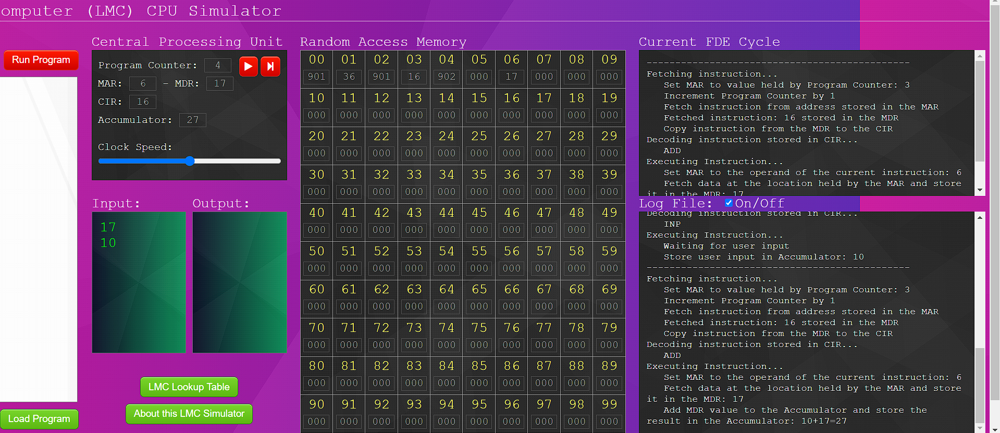 omputer (LMC) CPU Simulator
Run Program
Load Program
Central Processing Unit
Program Counter: 4
MAR: 6 - MDR: 17
CIR: 16
Accumulator: 27
Clock Speed:
Input:
17
10
Output:
LMC Lookup Table
About this LMC Simulator
Random Access Memory
00 01 02 03 04 05 06 07 08 09
901 36 901 16 902 000 17 000 000 000
10 11 12 13 14 15 16 17 18 19
000 000 000 000 000 000 000 000 000 000
20 21 22 23 24 25 26 27 28 29
000 000 000 000 000 000 000 000 000 000
30 31 32 33 34 35 36 37 38 39
000 000 000 000 000 000 000 000 000 000
40 41 42 43 44 45 46 47 48 49
000 000 000 000 000 000 000 000 000 000
50 51 52 53 54 55 56 57 58 59
000 000 000 000 000 000 000 000 000 000
60 61 62 63 64 65 66 67 68 69
000 000 000 000 000 000 000 000 000 000
70 71 72 73 74 75 76 77 78 79
000 000 000 000 000 000 000 000 000 000
80 81 82 83 84 85 86 87 88 89
000 000 000 000 000 000 000 000 000 000
90 91 92 93 94 95 96 97 98 99
000 000 000 000 000 000 000 000 000 000
Current FDE Cycle
----------------------------------------------
Fetching instruction...
Set MAR to value held by Program Counter: 3
Increment Program Counter by 1
Fetch instruction from address stored in the MAR
Fetched instruction: 16 stored in the MDR
Copy instruction from the MDR to the CIR
Decoding instruction stored in CIR...
ADD
Executing Instruction...
Set MAR to the operand of the current instruction: 6
Fetch data at the location held by the MAR and store
it in the MDR: 17
Log File: On/Off
Decoding instruction stored in CIR...
INP
Executing Instruction...
Waiting for user input
Store user input in Accumulator: 10
----------------------------------------------
Fetching instruction...
Set MAR to value held by Program Counter: 3
Increment Program Counter by 1
Fetch instruction from address stored in the MAR
Fetched instruction: 16 stored in the MDR
Copy instruction from the MDR to the CIR
Decoding instruction stored in CIR...
ADD
Executing Instruction...
Set MAR to the operand of the current instruction: 6
Fetch data at the location held by the MAR and store
it in the MDR: 17
Add MDR value to the Accumulator and store the
result in the Accumulator: 10+17=27